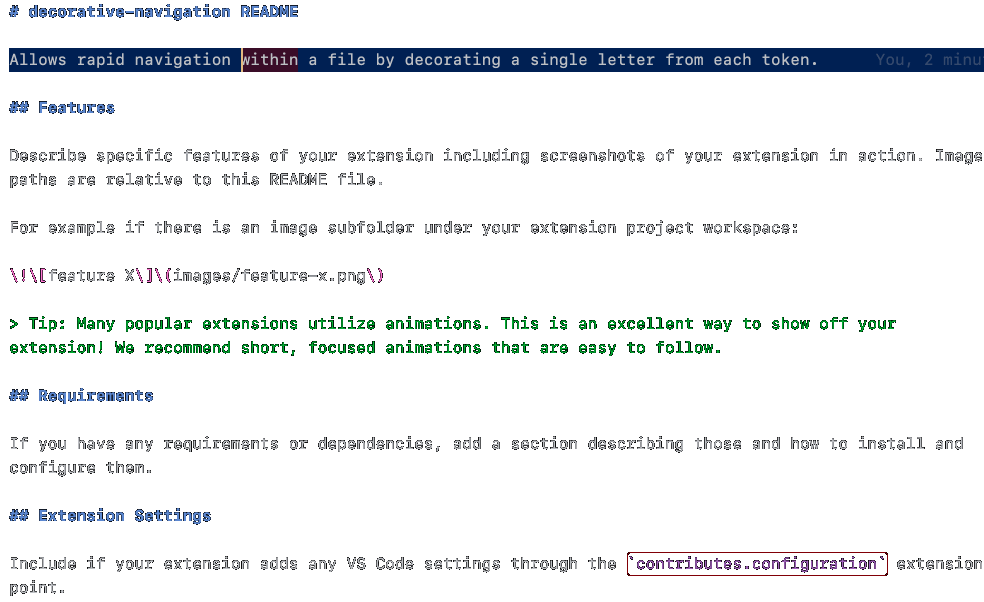 # decorative-navigation README
Allows rapid navigation within a file by decorating a single letter from each token. You, 2 minu
## Features
Describe specific features of your extension including screenshots of your extension in action. Image
paths are relative to this README file.
For example if there is an image subfolder under your extension project workspace:
\!\[feature X\]\(images/feature-x.png\)
> Tip: Many popular extensions utilize animations. This is an excellent way to show off your
extension! We recommend short, focused animations that are easy to follow.
## Requirements
If you have any requirements or dependencies, add a section describing those and how to install and
configure them.
## Extension Settings
Include if your extension adds any VS Code settings through the `contributes.configuration` extension
point.